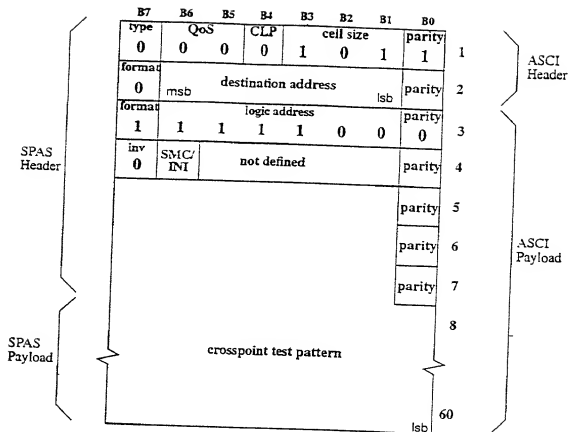 B7 B6 B5 B4 B3 B2 B1 B0
type QoS CLP cell size parity
0 0 0 0 1 0 1 1 1
format destination address
0 msb lsb parity 2
format logic address parity
1 1 1 1 1 0 0 0 3
inv SMC/ not defined
0 INI parity 4
parity 5
parity 6
parity 7
8
crosspoint test pattern
lsb 60
SPAS
Header
SPAS
Payload
ASCI
Header
ASCI
Payload